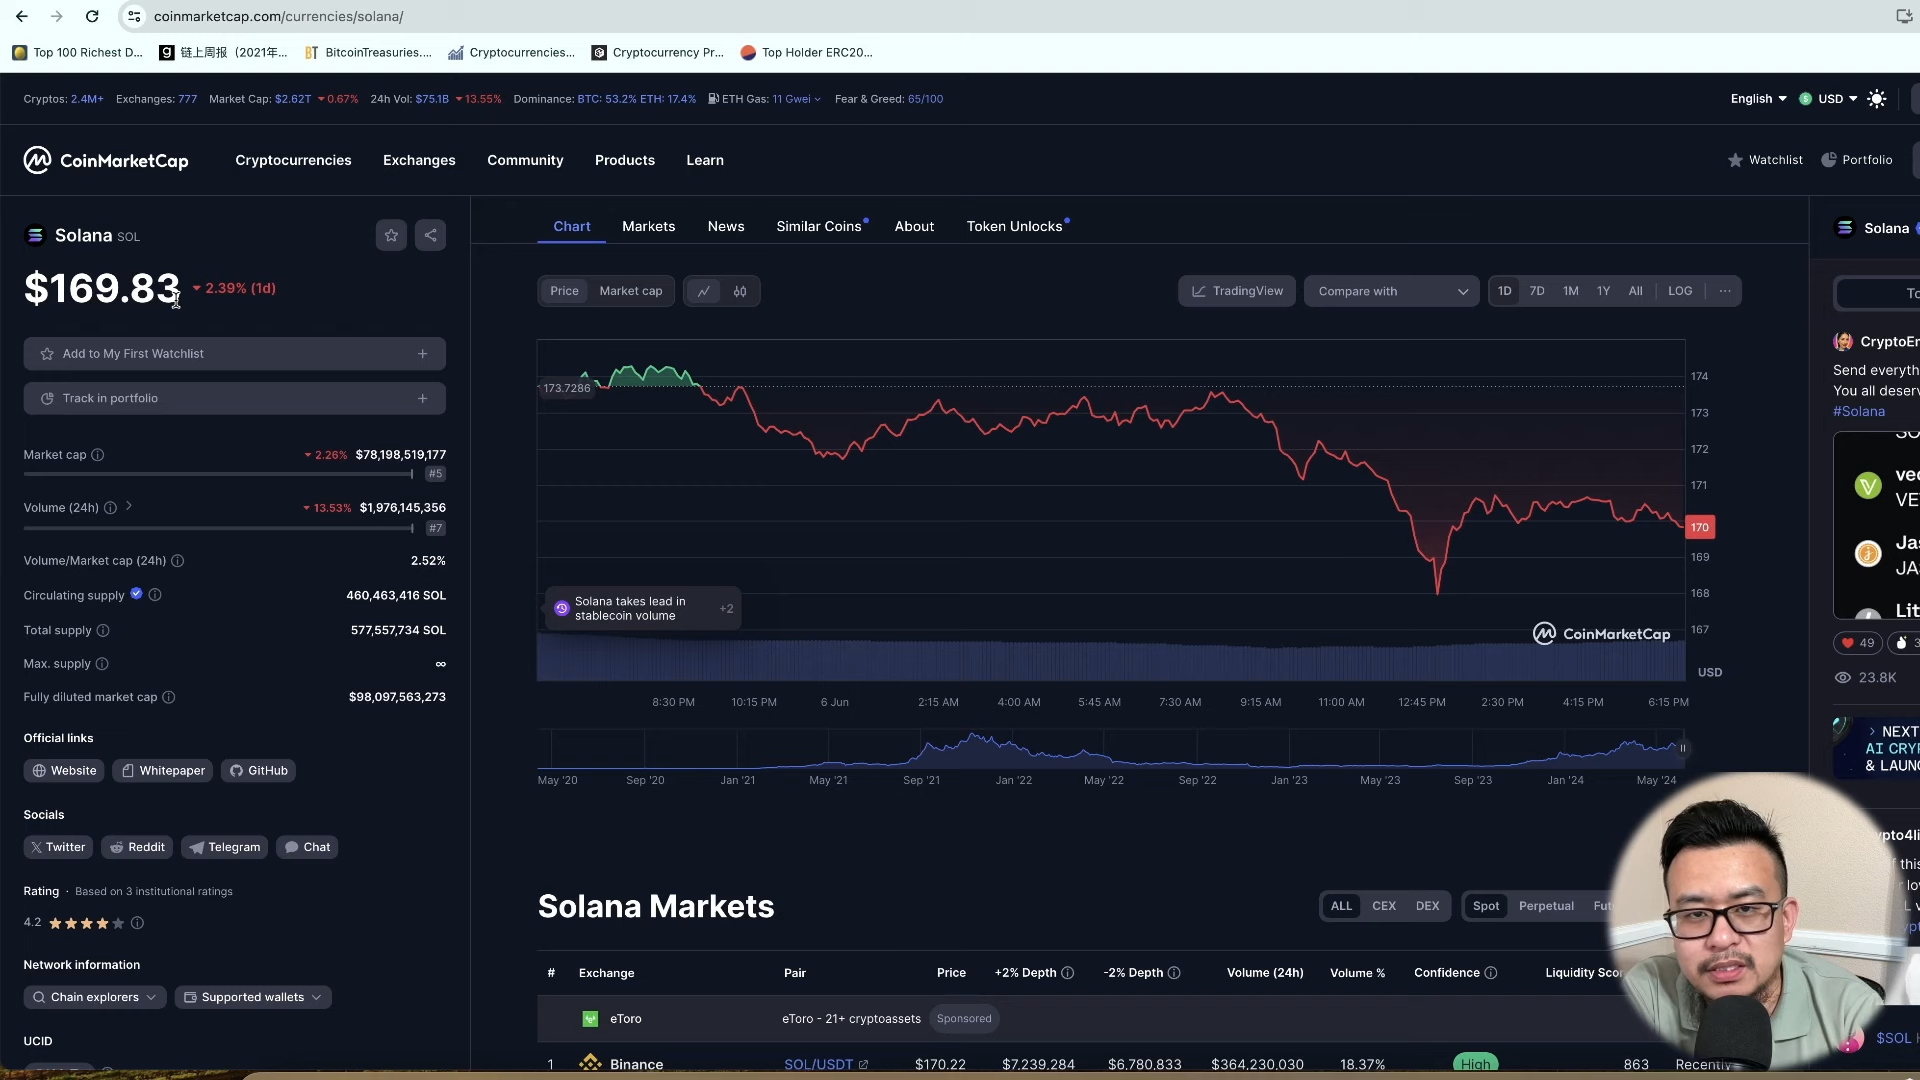 coinmarketcap.com/currencies/solana/
Top 100 Richest D...
链上周报（2021年...
BitcoinTreasuries....
Cryptocurrencies...
Cryptocurrency Pr...
Top Holder ERC20...
Cryptos: 2.4M+ Exchanges: 777 Market Cap: $2.62T 0.67% 24h Vol: $75.1B 13.55% Dominance: BTC: 53.2% ETH: 17.4% ETH Gas: 11 Gwei Fear & Greed: 65/100
English USD
CoinMarketCap
Cryptocurrencies Exchanges Community Products Learn
Watchlist Portfolio
Solana SOL
$169.83 2.39% (1d)
Add to My First Watchlist +
Track in portfolio +
Market cap 2.26% $78,198,519,177
#5
Volume (24h) 13.53% $1,976,145,356
#7
Volume/Market cap (24h) 2.52%
Circulating supply 460,463,416 SOL
Total supply 577,557,734 SOL
Max. supply ∞
Fully diluted market cap $98,097,563,273
Official links
Website Whitepaper GitHub
Socials
Twitter Reddit Telegram Chat
Rating · Based on 3 institutional ratings
4.2
Network information
Chain explorers Supported wallets
UCID
Chart Markets News Similar Coins About Token Unlocks
Price Market cap
TradingView Compare with 1D 7D 1M 1Y All LOG ...
173.7286
174
173
172
171
170
169
168
167
USD
Solana takes lead in
stablecoin volume
+2
CoinMarketCap
8:30 PM 10:15 PM 6 Jun 2:15 AM 4:00 AM 5:45 AM 7:30 AM 9:15 AM 11:00 AM 12:45 PM 2:30 PM 4:15 PM 6:15 PM
May '20 Sep '20 Jan '21 May '21 Sep '21 Jan '22 May '22 Sep '22 Jan '23 May '23 Sep '23 Jan '24 May '24
Solana Markets
ALL CEX DEX Spot Perpetual Fut
# Exchange Pair Price +2% Depth -2% Depth Volume (24h) Volume % Confidence Liquidity Scor
eToro eToro - 21+ cryptoassets Sponsored
1 Binance SOL/USDT $170.22 $7,239,284 $6,780,833 $364,230,030 18.37% High 863 Recently
Solana
To
CryptoEm
Send everyth
You all deserv
#Solana
vec
VE
Jas
JA
Lit
49
23.8K
> NEXT
AI CRY
& LAUNC
ypto4li
f this
$SOL